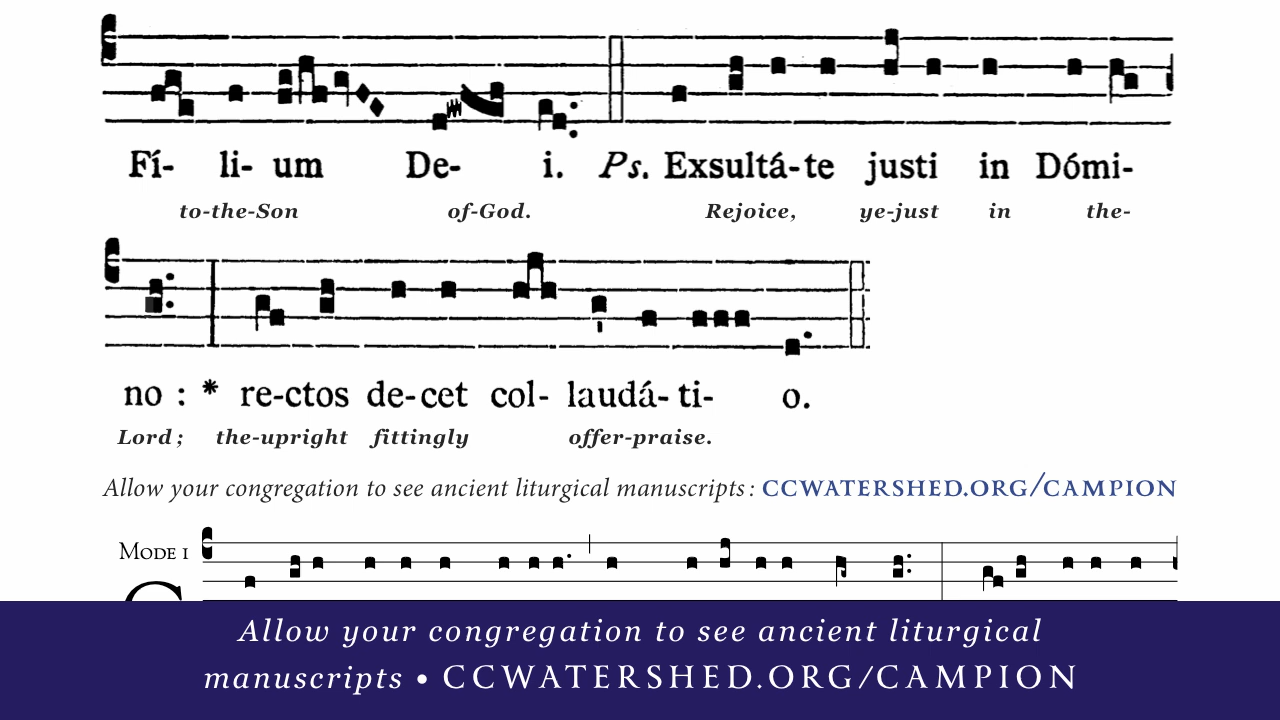 Fí- li- um De- i. Ps. Exsultá-te justi in Dómi-
to-the-Son of-God. Rejoice, ye-just in the-
no : * re-ctos de-cet col- laudá-ti- o.
Lord; the-upright fittingly offer-praise.
Allow your congregation to see ancient liturgical manuscripts: CCWATERSHED.ORG/CAMPION
Mode 1
Allow your congregation to see ancient liturgical
manuscripts • CCWATERSHED.ORG/CAMPION